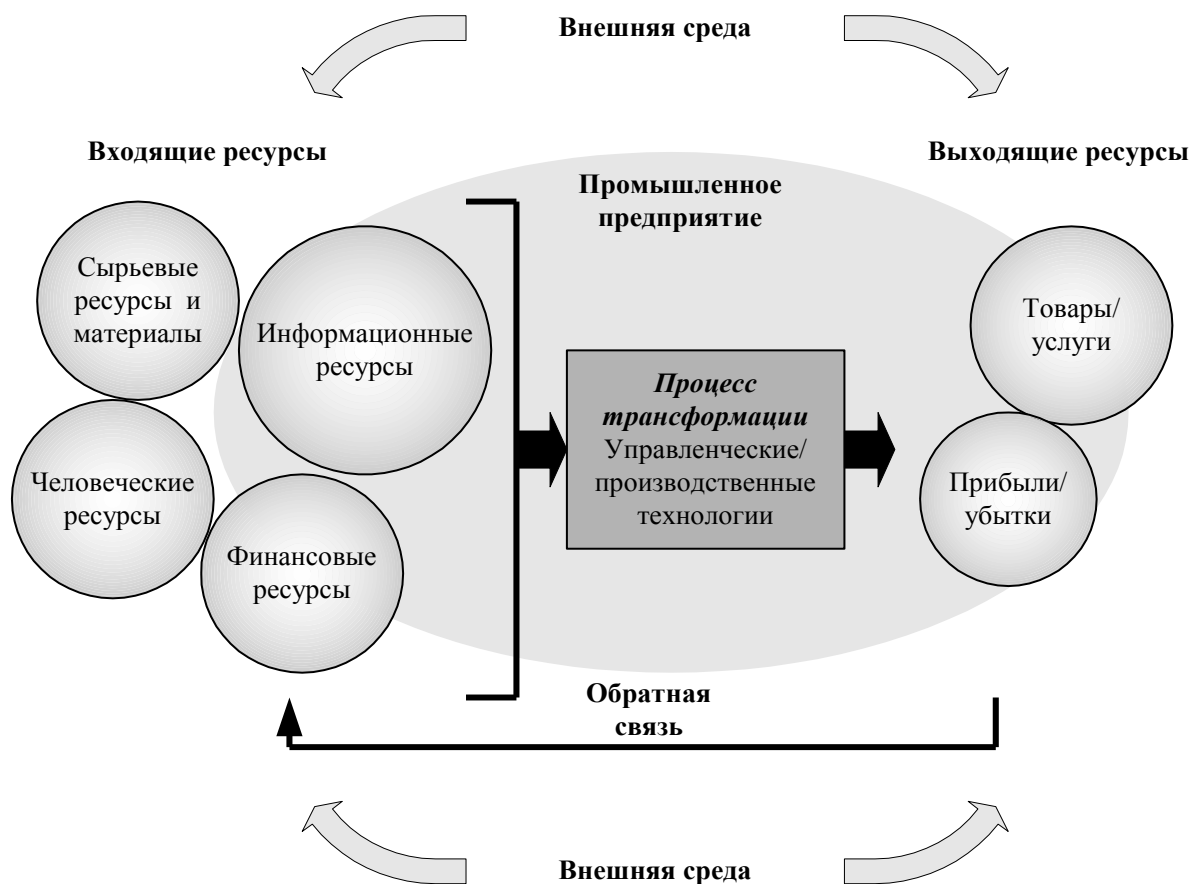 Внешняя среда
Входящие ресурсы
Выходящие ресурсы
Промышленное
предприятие
Сырьевые
ресурсы и
материалы
Информационные
ресурсы
Человеческие
ресурсы
Финансовые
ресурсы
Процесс
трансформации
Управленческие/
производственные
технологии
Товары/
услуги
Прибыли/
убытки
Обратная
связь
Внешняя среда